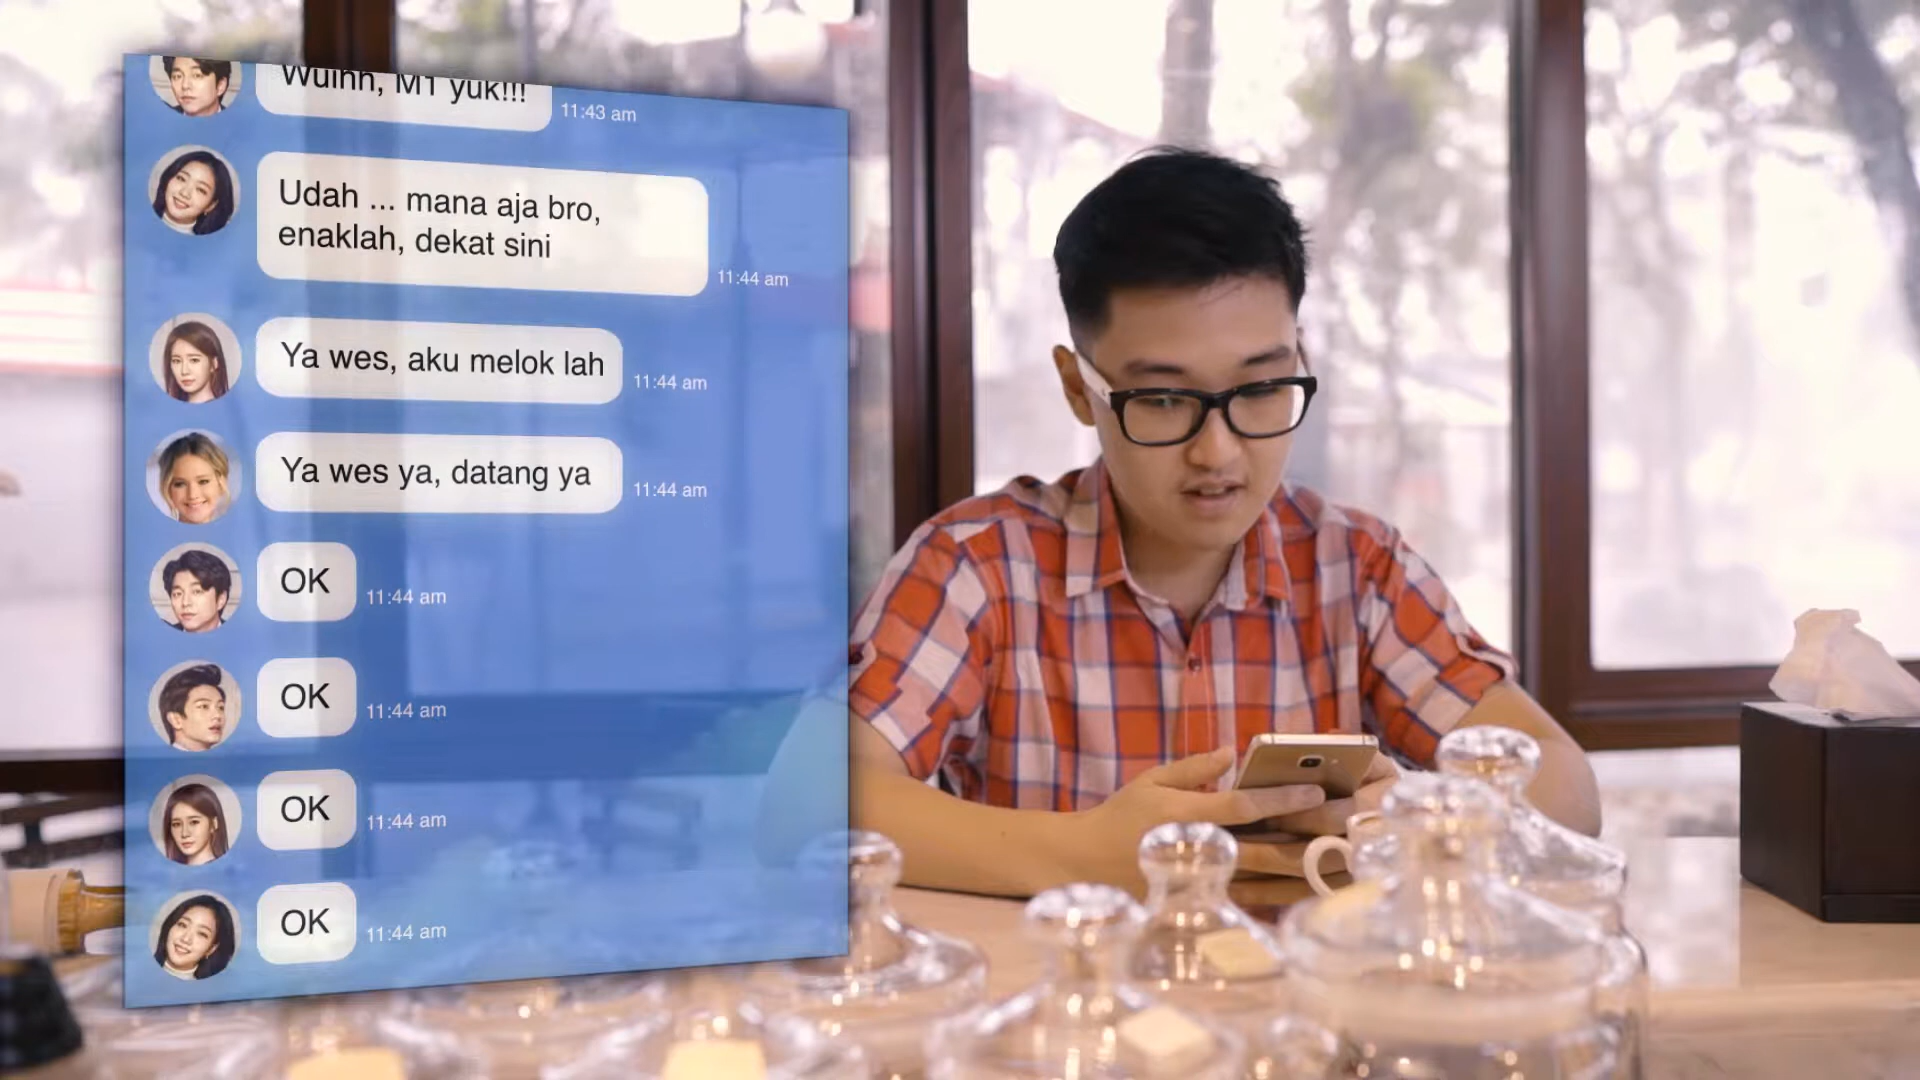 Wuihh, M1 yuk!!!
11:43 am
Udah ... mana aja bro,
enaklah, dekat sini
11:44 am
Ya wes, aku melok lah
11:44 am
Ya wes ya, datang ya
11:44 am
OK
11:44 am
OK
11:44 am
OK
11:44 am
OK
11:44 am